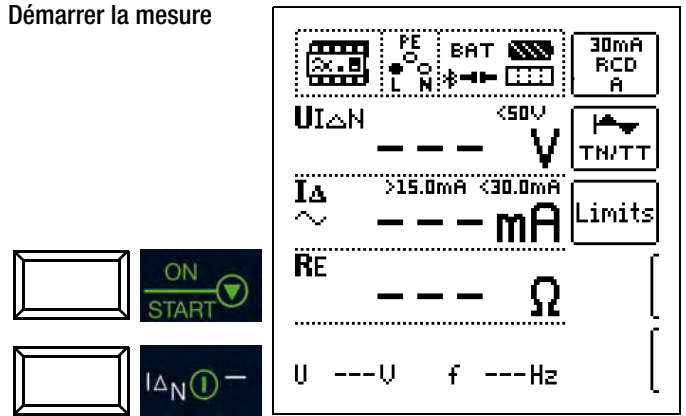 Démarrer la mesure
PE
L N
BAT
30mA
RCD
A
UI△N <50V
--- V
TN/TT
I△ >15.0mA <30.0mA
~ --- mA
Limits
RE
--- Ω
ON
START
I△N
U ---V f ---Hz